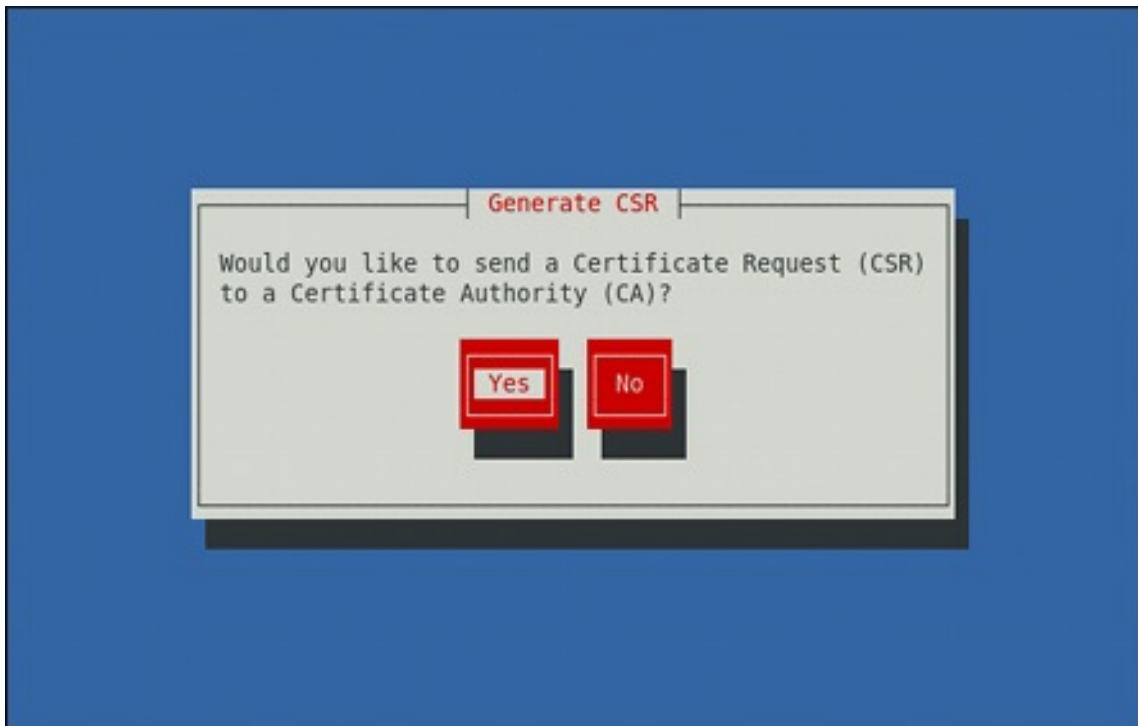 Generate CSR
Would you like to send a Certificate Request (CSR)
to a Certificate Authority (CA)?
Yes No